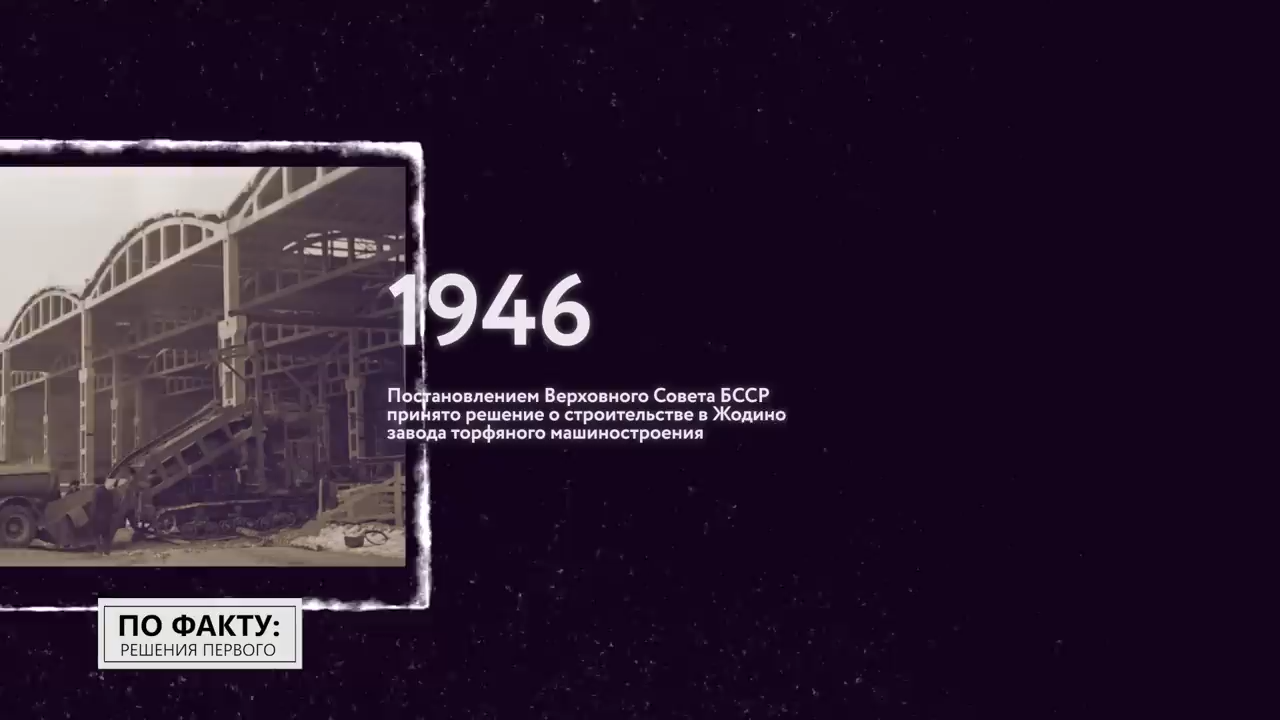 1946
Постановлением Верховного Совета БССР
принято решение о строительстве в Жодино
завода торфяного машиностроения
ПО ФАКТУ:
РЕШЕНИЯ ПЕРВОГО